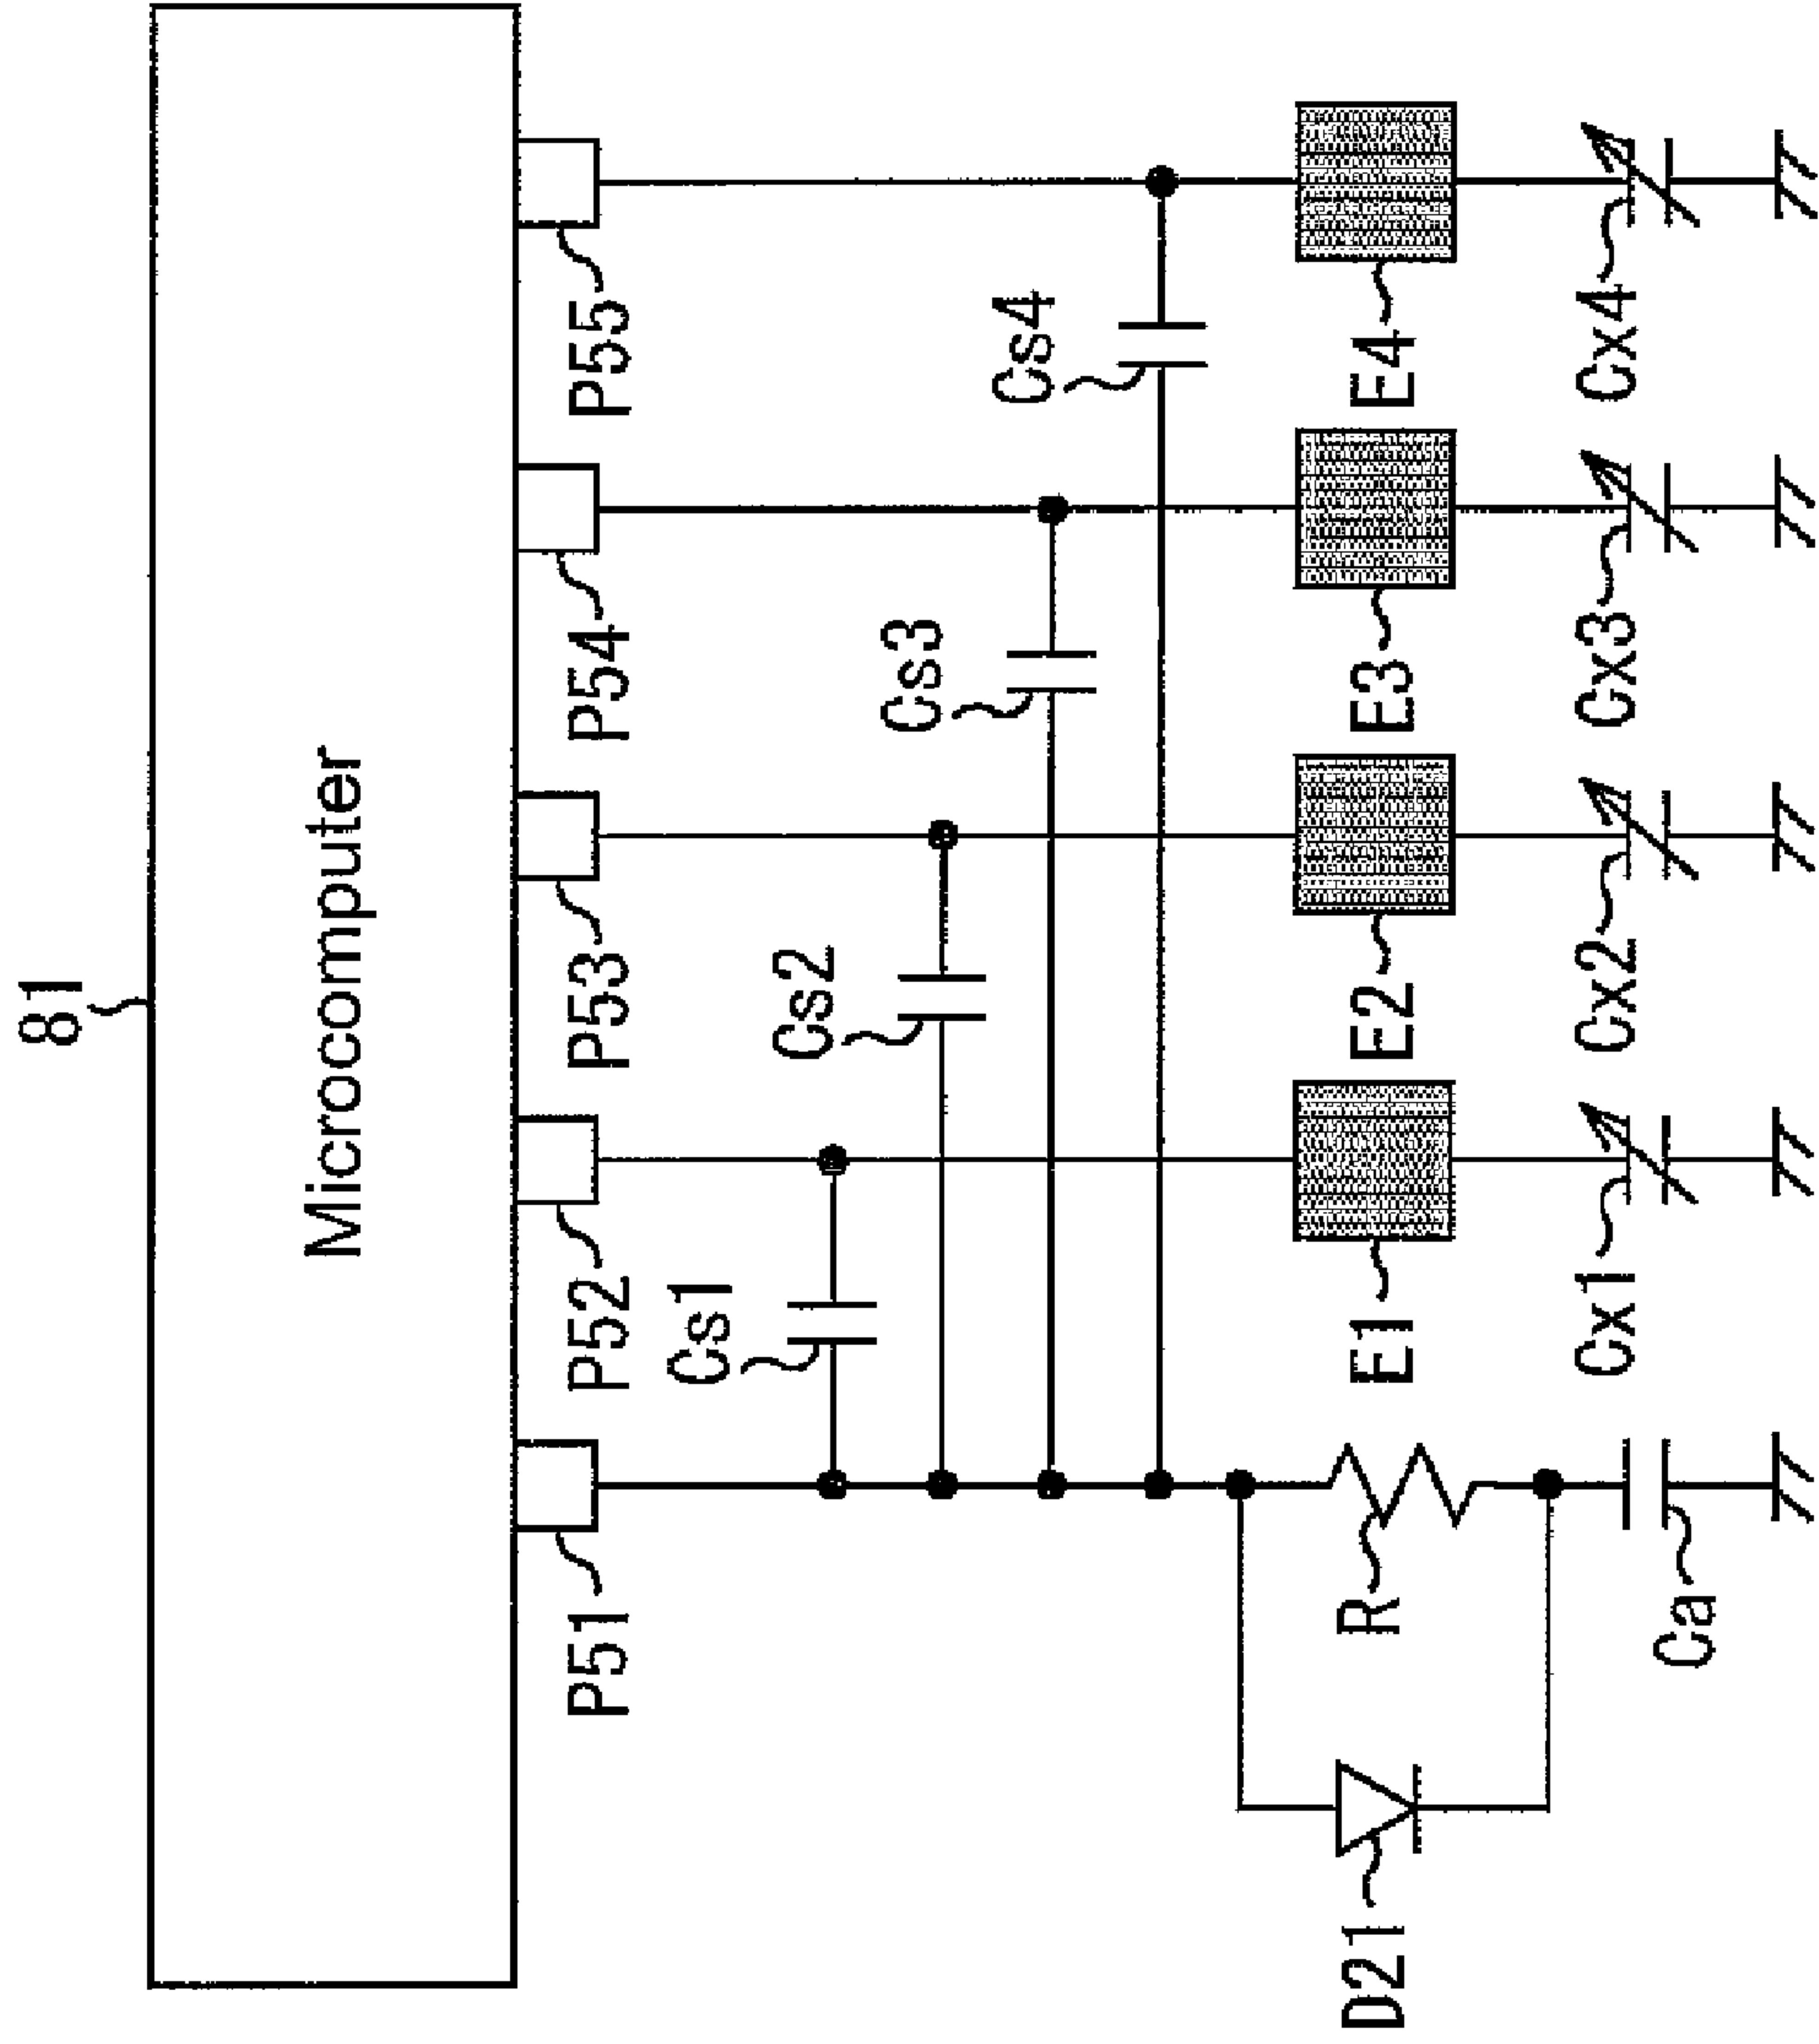 81
Microcomputer
P51
P52
P53
P54
P55
Cs1
Cs2
Cs3
Cs4
D21
R
E1
E2
E3
E4
Ca
Cx1
Cx2
Cx3
Cx4